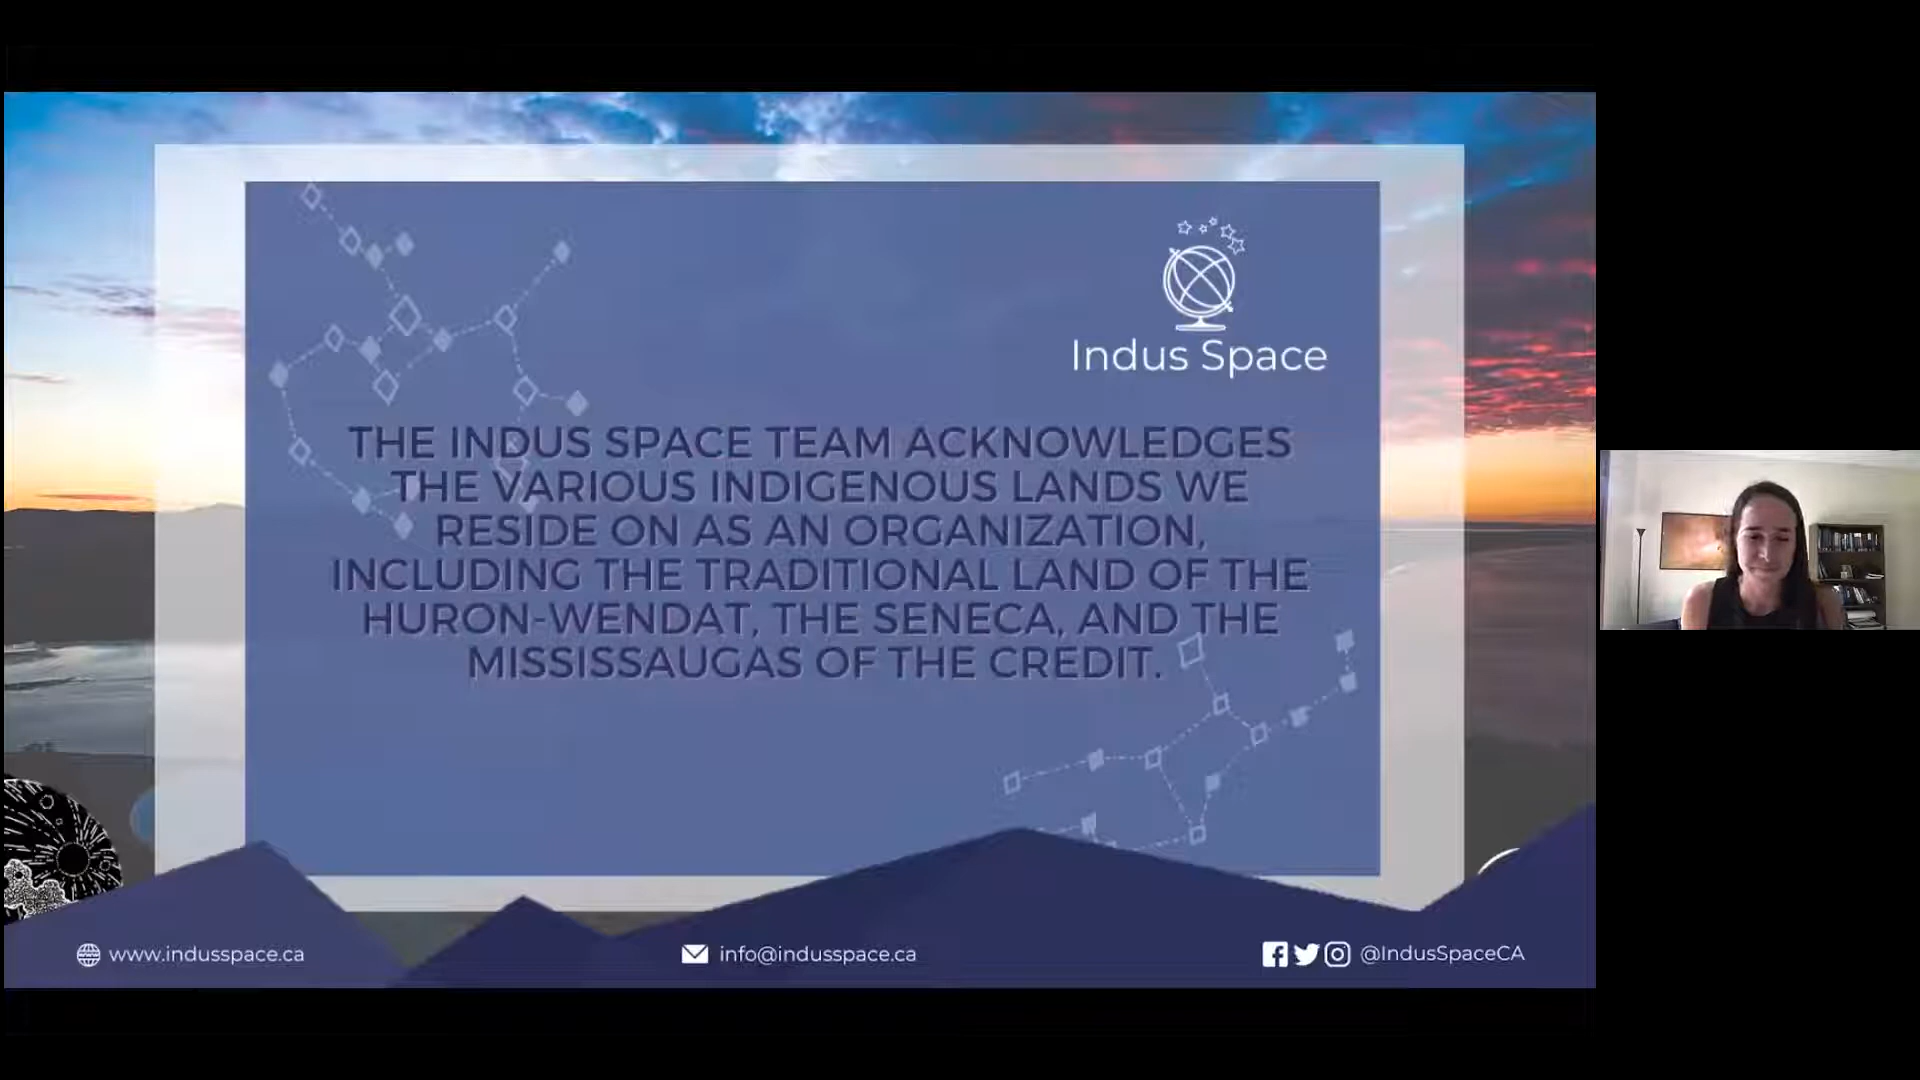 Indus Space
THE INDUS SPACE TEAM ACKNOWLEDGES
THE VARIOUS INDIGENOUS LANDS WE
RESIDE ON AS AN ORGANIZATION,
INCLUDING THE TRADITIONAL LAND OF THE
HURON-WENDAT, THE SENECA, AND THE
MISSISSAUGAS OF THE CREDIT.
www.indusspace.ca
info@indusspace.ca
@IndusSpaceCA